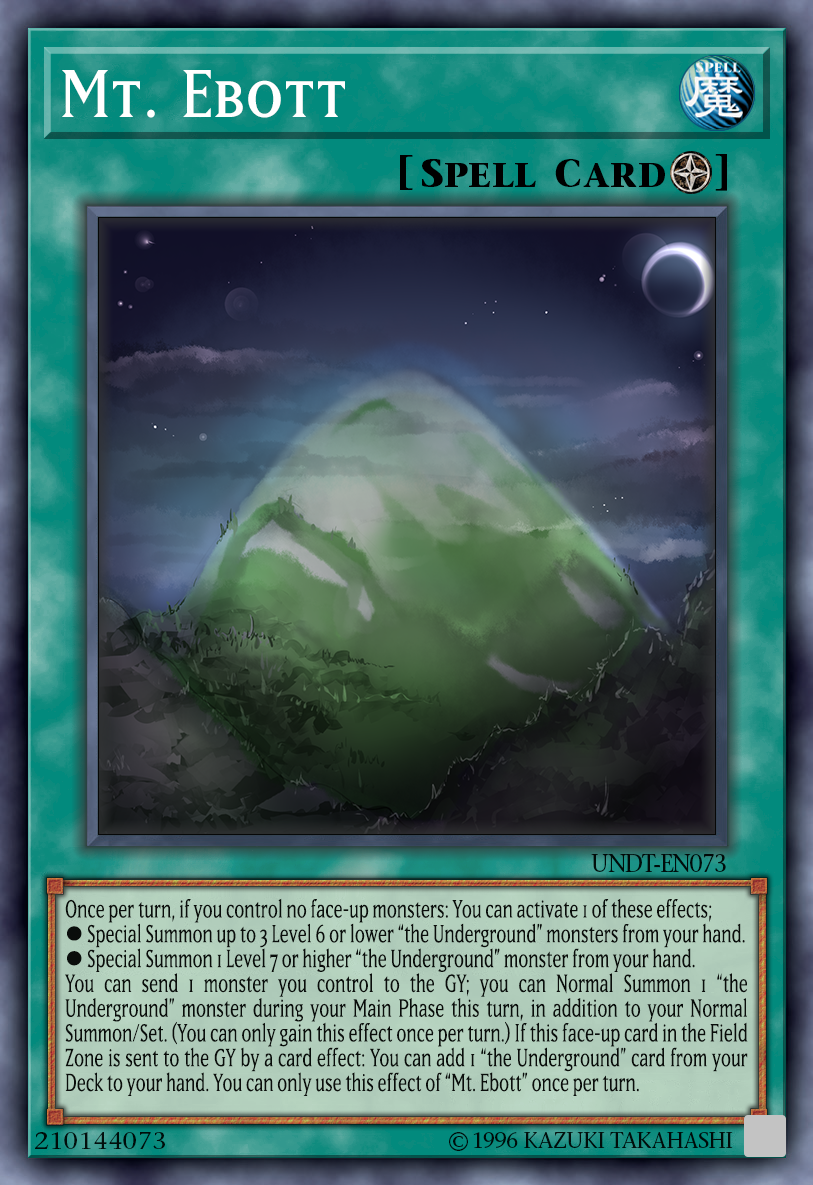 Mt. Ebott
SPELL
魔
[Spell Card]
UNDT-EN073
Once per turn, if you control no face-up monsters: You can activate 1 of these effects;
● Special Summon up to 3 Level 6 or lower “the Underground” monsters from your hand.
● Special Summon 1 Level 7 or higher “the Underground” monster from your hand.
You can send 1 monster you control to the GY; you can Normal Summon 1 “the
Underground” monster during your Main Phase this turn, in addition to your Normal
Summon/Set. (You can only gain this effect once per turn.) If this face-up card in the Field
Zone is sent to the GY by a card effect: You can add 1 “the Underground” card from your
Deck to your hand. You can only use this effect of “Mt. Ebott” once per turn.
210144073
© 1996 KAZUKI TAKAHASHI